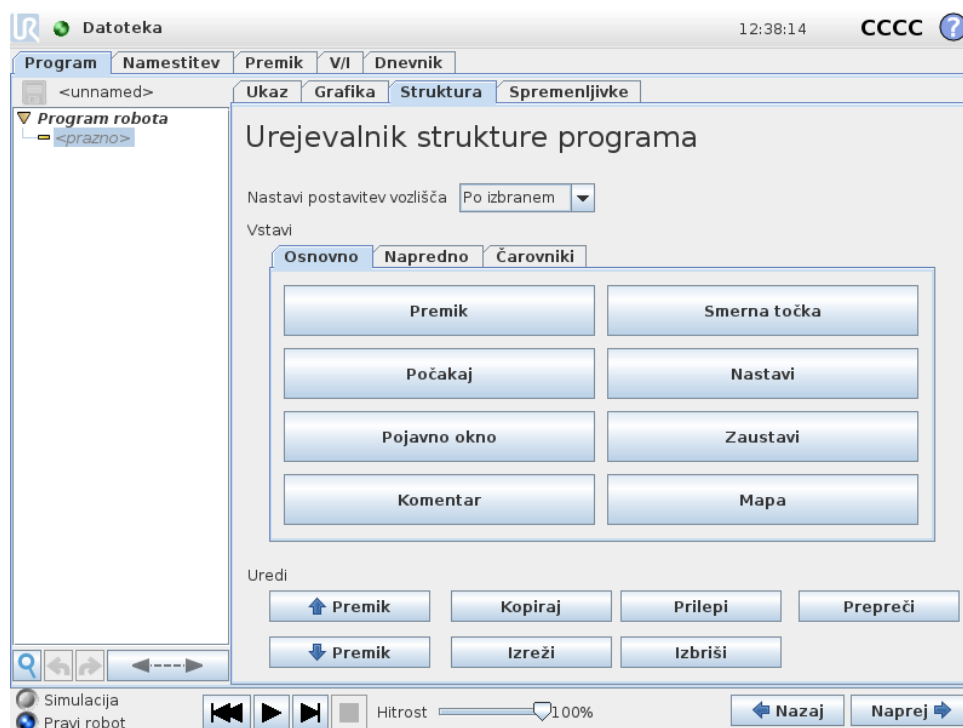 UR Datoteka 12:38:14 CCCC ?
Program Namestitev Premik V/I Dnevnik
<unnamed>
Ukaz Grafika Struktura Spremenljivke
Program robota
<prazno>
Urejevalnik strukture programa
Nastavi postavitev vozlišča Po izbranem
Vstavi
Osnovno Napredno Čarovniki
Premik Smerna točka
Počakaj Nastavi
Pojavno okno Zaustavi
Komentar Mapa
Uredi
Premik Kopiraj Prilepi Prepreči
Premik Izreži Izbriši
Simulacija
Pravi robot
Hitrost 100%
Nazaj Naprej